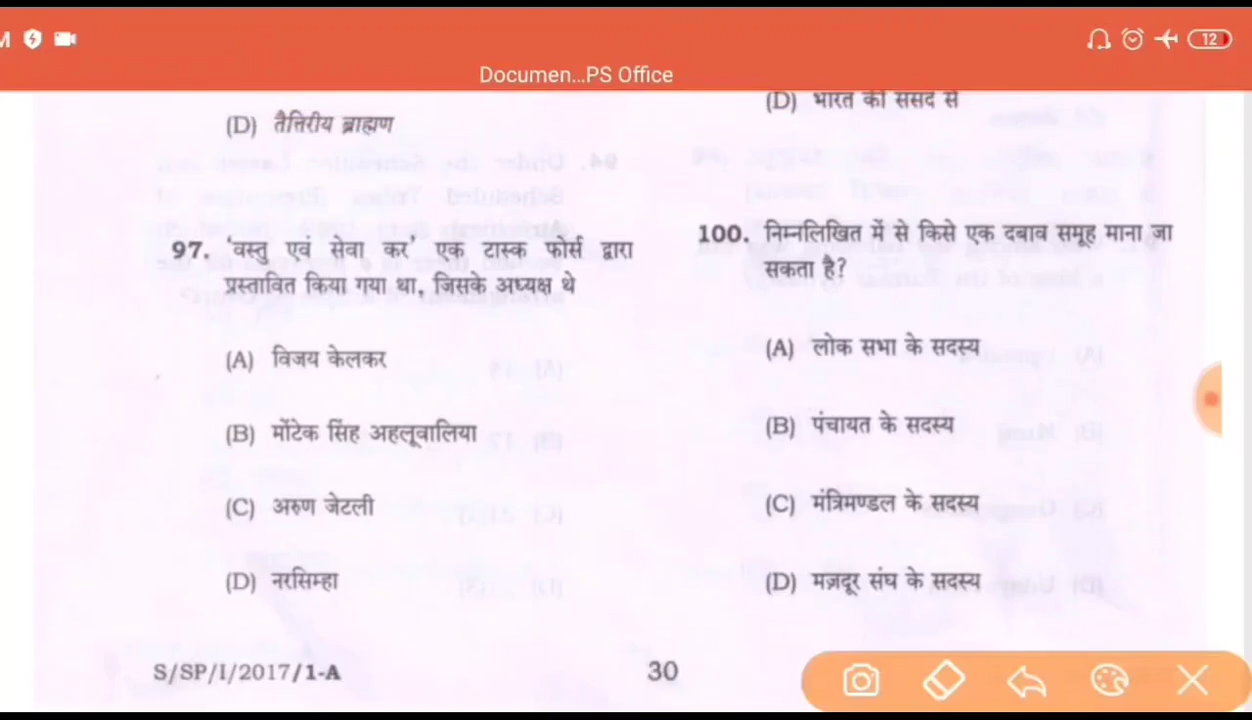 M
12
Documen...PS Office
(D) तैत्तिरीय ब्राह्मण
97. 'वस्तु एवं सेवा कर' एक टास्क फोर्स द्वारा
प्रस्तावित किया गया था, जिसके अध्यक्ष थे
(A) विजय केलकर
(B) मोंटेक सिंह अहलूवालिया
(C) अरुण जेटली
(D) नरसिम्हा
S/SP/I/2017/1-A
30
(D) भारत की संसद से
100. निम्नलिखित में से किसे एक दबाव समूह माना जा
सकता है?
(A) लोक सभा के सदस्य
(B) पंचायत के सदस्य
(C) मंत्रिमण्डल के सदस्य
(D) मज़दूर संघ के सदस्य